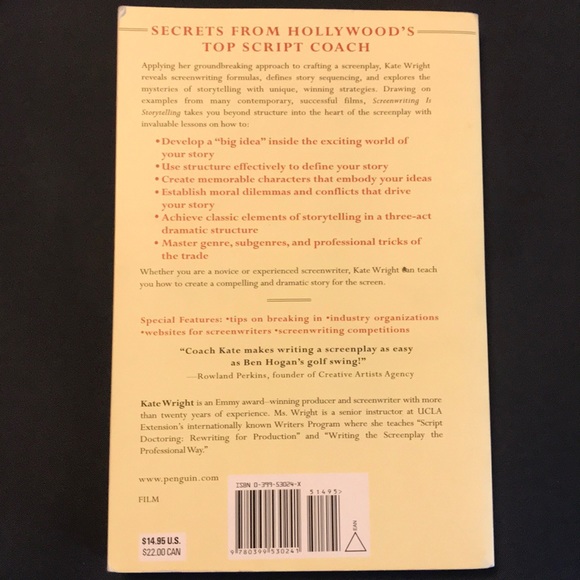 SECRETS FROM HOLLYWOOD'S
TOP SCRIPT COACH
Applying her groundbreaking approach to crafting a screenplay, Kate Wright
reveals screenwriting formulas, defines story sequencing, and explores the
mysteries of storytelling with unique, winning strategies. Drawing on
examples from many contemporary, successful films, Screenwriting Is
Storytelling takes you beyond structure into the heart of the screenplay with
invaluable lessons on how to:
• Develop a “big idea” inside the exciting world of
your story
• Use structure effectively to define your story
• Create memorable characters that embody your ideas
• Establish moral dilemmas and conflicts that drive
your story
• Achieve classic elements of storytelling in a three-act
dramatic structure
• Master genre, subgenres, and professional tricks of
the trade
Whether you are a novice or experienced screenwriter, Kate Wright can teach
you how to create a compelling and dramatic story for the screen.
Special Features: •tips on breaking in •industry organizations
•websites for screenwriters •screenwriting competitions
“Coach Kate makes writing a screenplay as easy
as Ben Hogan's golf swing!”
—Rowland Perkins, founder of Creative Artists Agency
Kate Wright is an Emmy award–winning producer and screenwriter with more
than twenty years of experience. Ms. Wright is a senior instructor at UCLA
Extension's internationally known Writers Program where she teaches “Script
Doctoring: Rewriting for Production” and “Writing the Screenplay the
Professional Way.”
www.penguin.com
FILM
ISBN 0-399-53024-X
51495>
EAN
9 780399 530241
$14.95 U.S.
$22.00 CAN